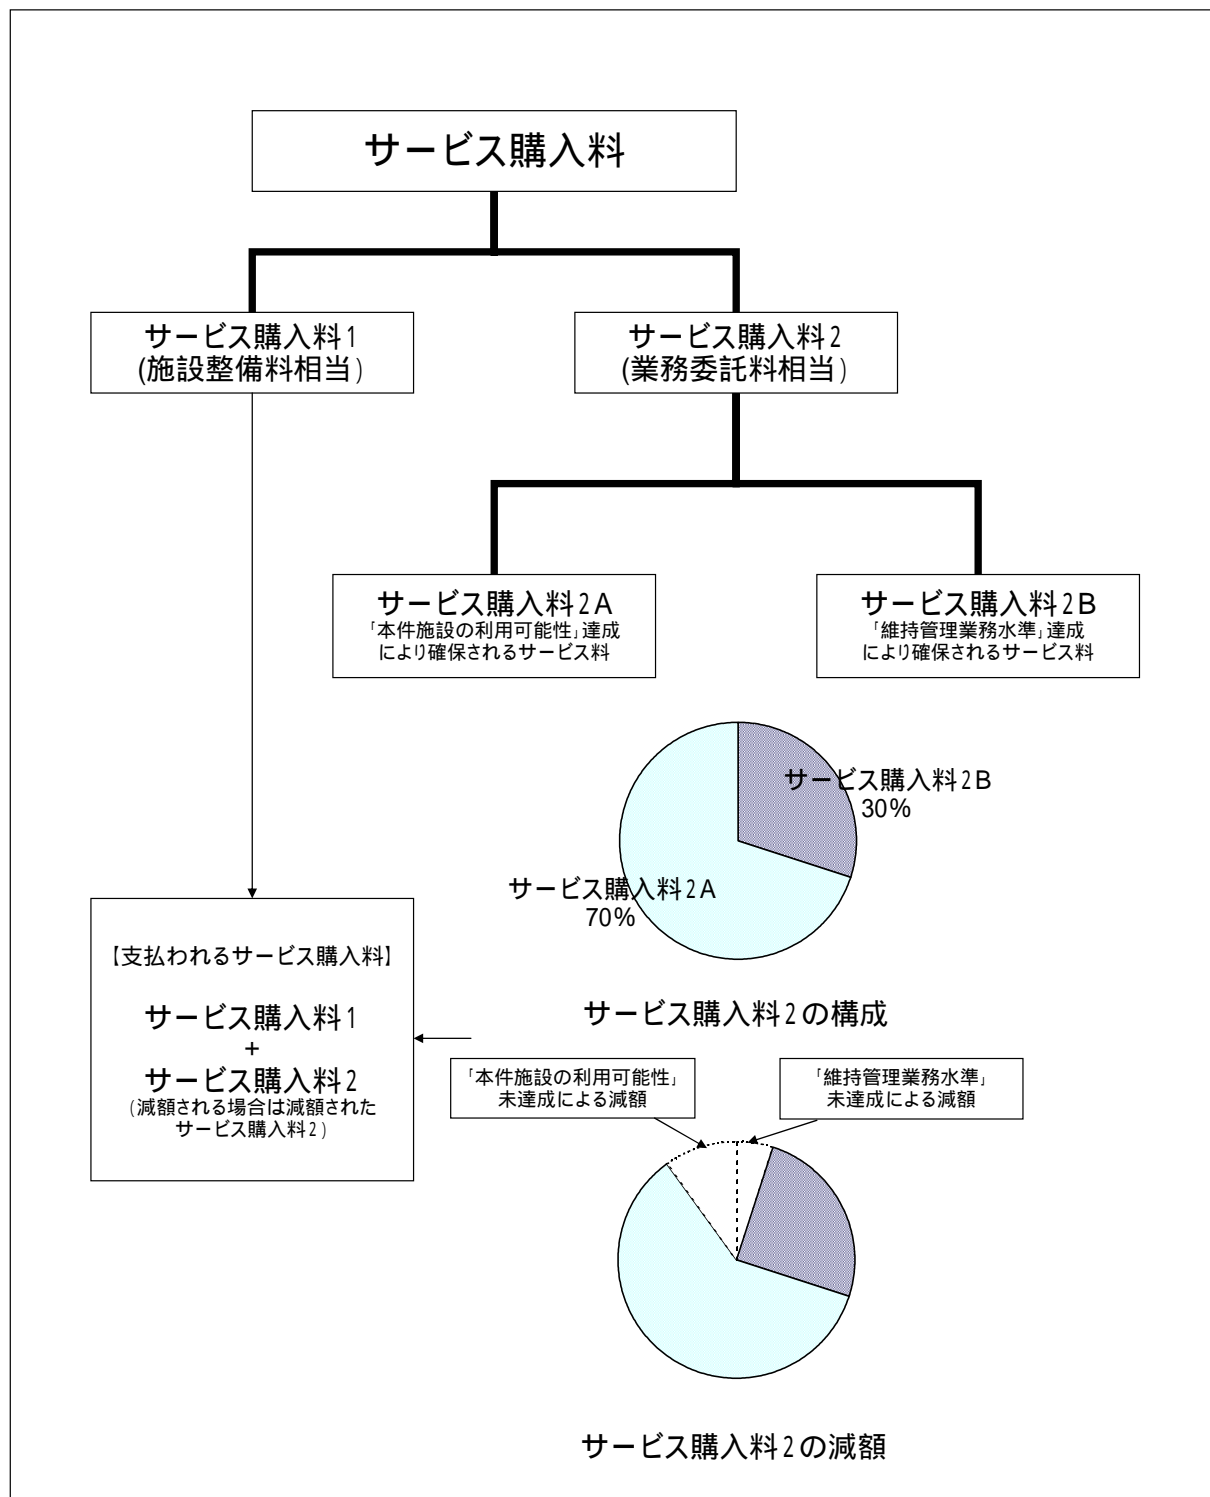 サービス購入料
サービス購入料1
(施設整備料相当)
サービス購入料2
(業務委託料相当)
サービス購入料2A
「本件施設の利用可能性」達成
により確保されるサービス料
サービス購入料2B
「維持管理業務水準」達成
により確保されるサービス料
サービス購入料2B
30%
サービス購入料2A
70%
サービス購入料2の構成
【支払われるサービス購入料】
サービス購入料1
+
サービス購入料2
(減額される場合は減額された
サービス購入料2)
「本件施設の利用可能性」
未達成による減額
「維持管理業務水準」
未達成による減額
サービス購入料2の減額